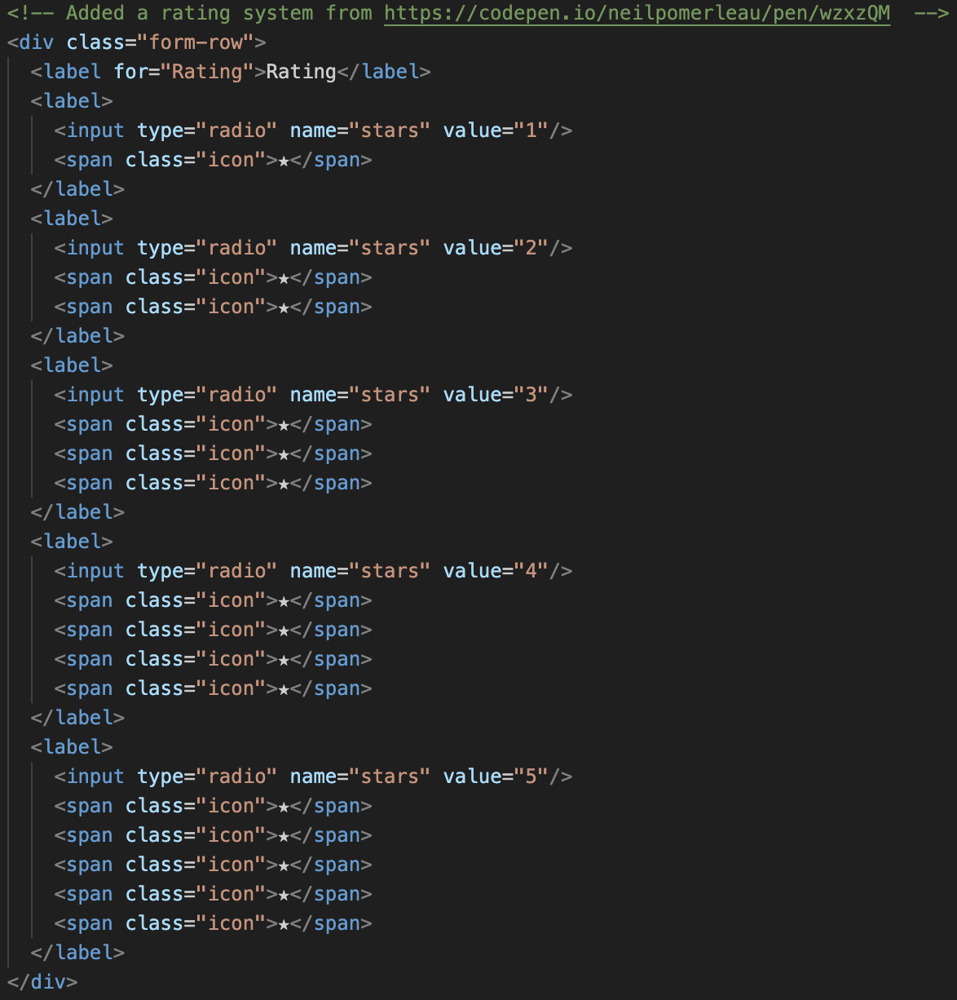 <!-- Added a rating system from https://codepen.io/neilpomerleau/pen/wzxzQM  -->
<div class="form-row">
  <label for="Rating">Rating</label>
  <label>
    <input type="radio" name="stars" value="1"/>
    <span class="icon">★</span>
  </label>
  <label>
    <input type="radio" name="stars" value="2"/>
    <span class="icon">★</span>
    <span class="icon">★</span>
  </label>
  <label>
    <input type="radio" name="stars" value="3"/>
    <span class="icon">★</span>
    <span class="icon">★</span>
    <span class="icon">★</span>
  </label>
  <label>
    <input type="radio" name="stars" value="4"/>
    <span class="icon">★</span>
    <span class="icon">★</span>
    <span class="icon">★</span>
    <span class="icon">★</span>
  </label>
  <label>
    <input type="radio" name="stars" value="5"/>
    <span class="icon">★</span>
    <span class="icon">★</span>
    <span class="icon">★</span>
    <span class="icon">★</span>
    <span class="icon">★</span>
  </label>
</div>